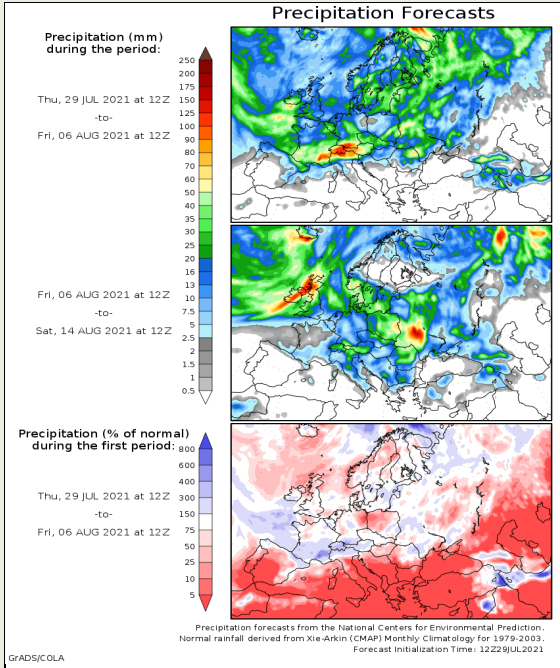 Precipitation Forecasts
Precipitation (mm)
during the period:
Thu, 29 JUL 2021 at 12Z
-to-
Fri, 06 AUG 2021 at 12Z
250
200
175
150
125
100
90
80
70
60
50
40
35
30
25
20
16
13
10
7.5
5
2.5
2
1.5
1
0.5
Fri, 06 AUG 2021 at 12Z
-to-
Sat, 14 AUG 2021 at 12Z
Precipitation (% of normal)
during the first period:
Thu, 29 JUL 2021 at 12Z
-to-
Fri, 06 AUG 2021 at 12Z
800
600
400
300
150
75
50
25
10
5
Precipitation forecasts from the National Centers for Environmental Prediction.
Normal rainfall derived from Xie-Arkin (CMAP) Monthly Climatology for 1979-2003.
Forecast Initialization Time: 12Z29JUL2021
GrADS/COLA